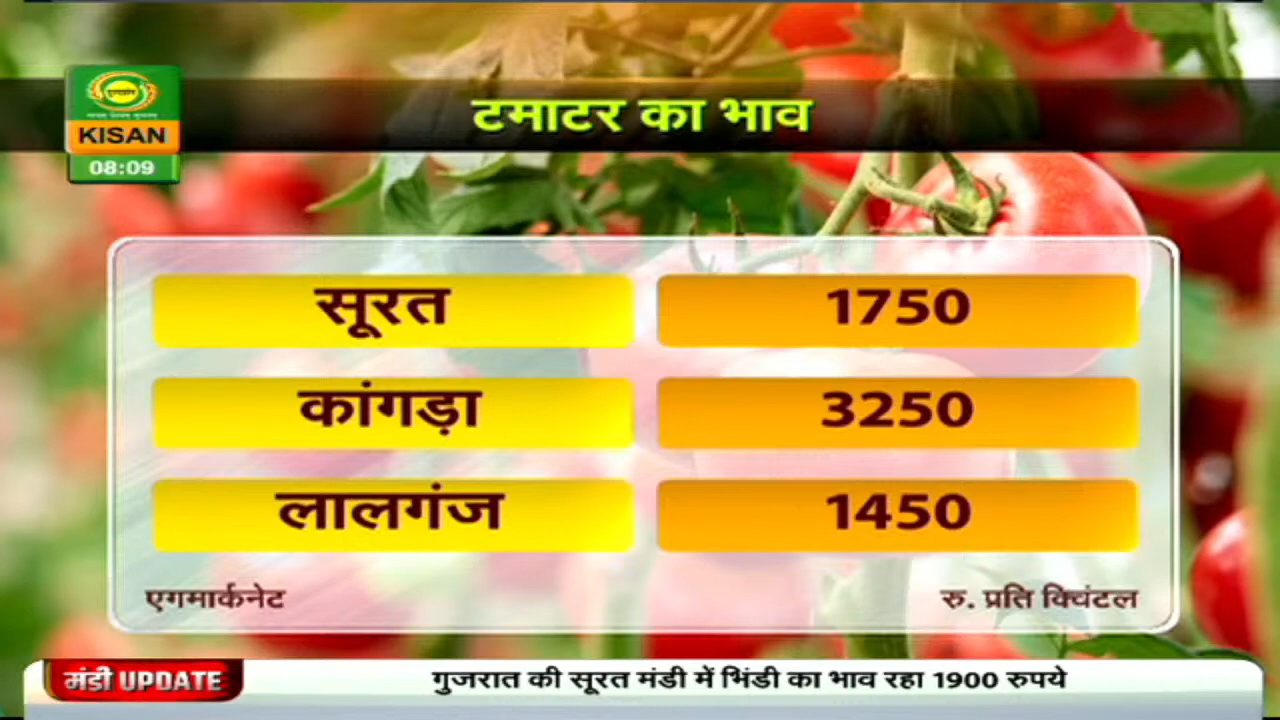 टमाटर का भाव
KISAN
08:09
सूरत 1750
कांगड़ा 3250
लालगंज 1450
एगमार्कनेट रु. प्रति क्विंटल
मंडी UPDATE गुजरात की सूरत मंडी में भिंडी का भाव रहा 1900 रुपये